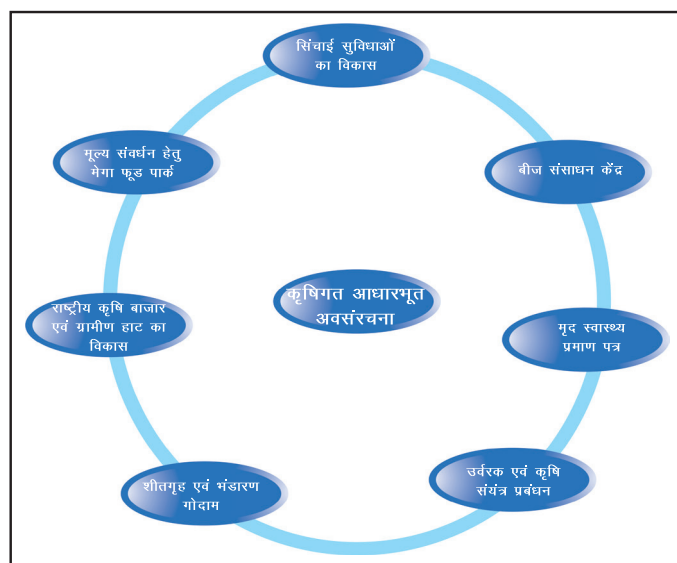 सिंचाई सुविधाओं
का विकास
मूल्य संवर्धन हेतु
मेगा फूड पार्क
बीज संसाधन केंद्र
कृषिगत आधारभूत
अवसंरचना
राष्ट्रीय कृषि बाजार
एवं ग्रामीण हाट का
विकास
मृद स्वास्थ्य
प्रमाण पत्र
उर्वरक एवं कृषि
संयंत्र प्रबंधन
शीतगृह एवं भंडारण
गोदाम